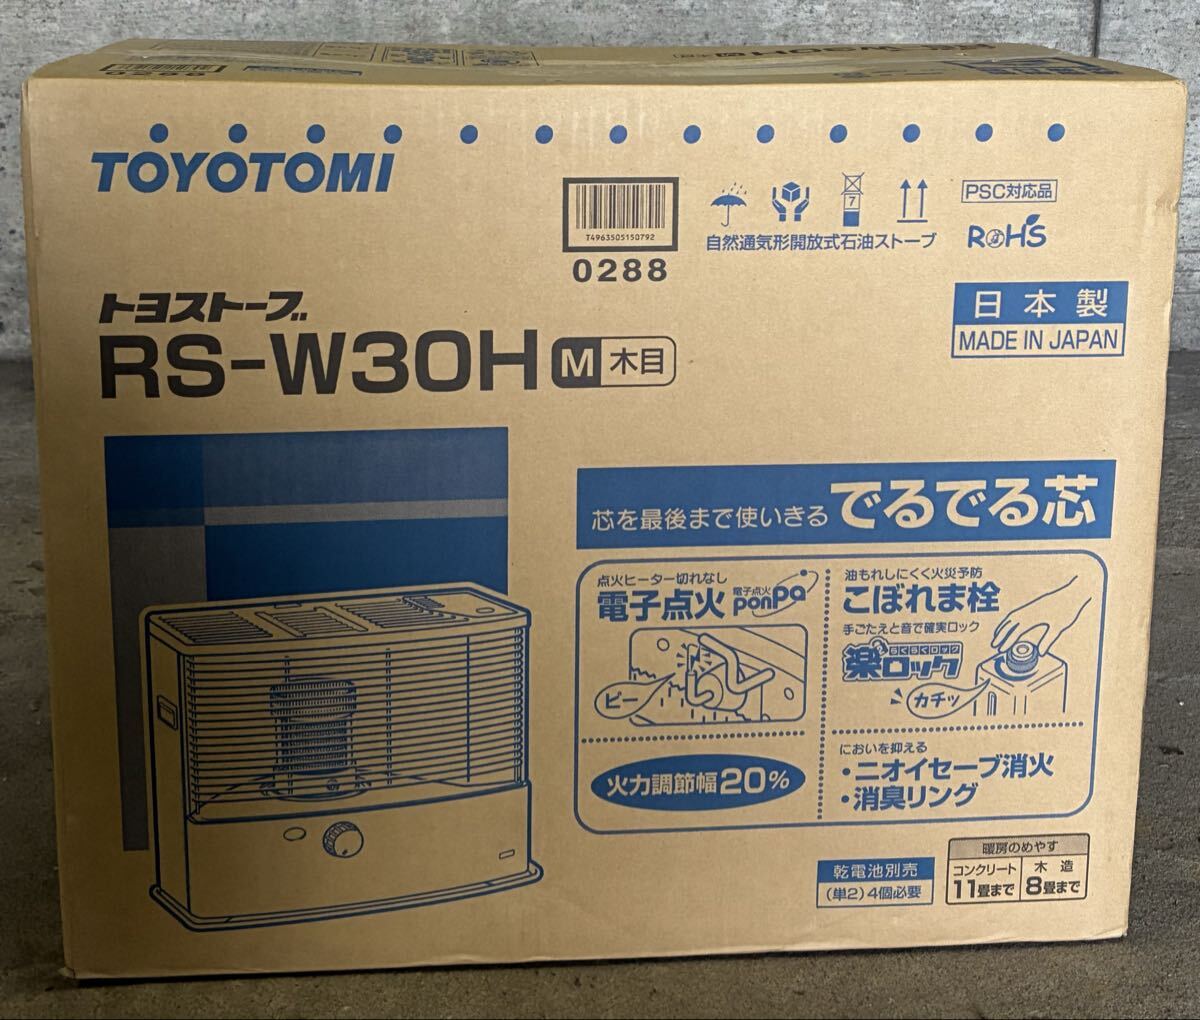 0288
TOYOTOMI
T4963505150792
0288
7
自然通気形開放式石油ストーブ
PSC対応品
RoHS
日本製
MADE IN JAPAN
トヨストーブ
RS-W30H M 木目
芯を最後まで使いきる でるでる芯
点火ヒーター切れなし
電子点火 電子点火 ponPa
ピー
火力調節幅20%
油もれしにくく火災予防
こぼれま栓
手ごたえと音で確実ロック
らくらくロック
楽ロック
カチッ
においを抑える
・ニオイセーブ消火
・消臭リング
乾電池別売
(単2)4個必要
暖房のめやす
コンクリート 木造
11畳まで 8畳まで